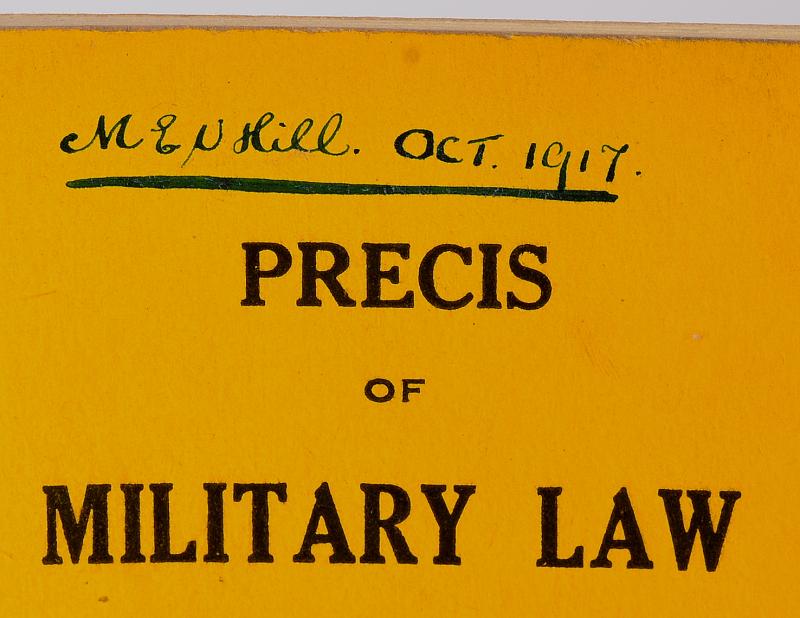 M E N Hill. OCT. 1917.
PRECIS
OF
MILITARY LAW